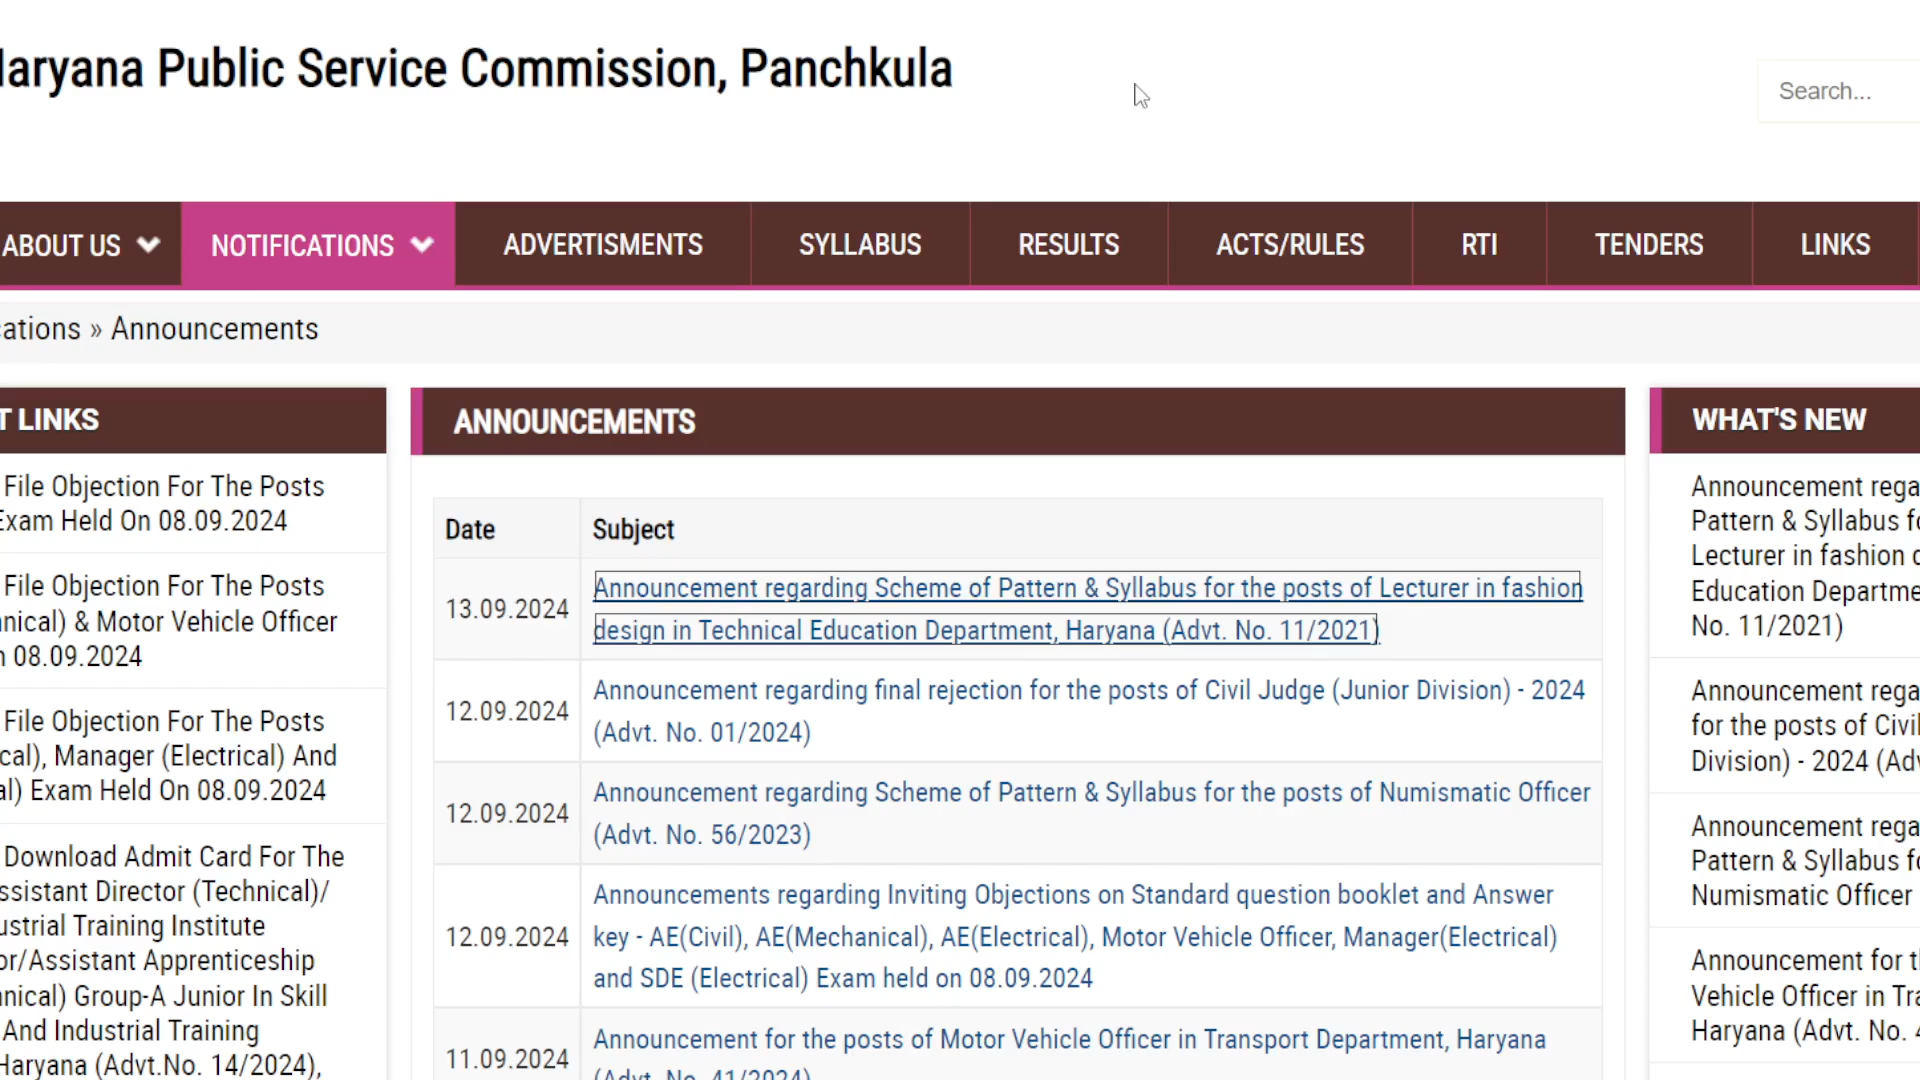 aryana Public Service Commission, Panchkula
Search...
ABOUT US
NOTIFICATIONS
ADVERTISMENTS
SYLLABUS
RESULTS
ACTS/RULES
RTI
TENDERS
LINKS
ations » Announcements
T LINKS
File Objection For The Posts
Exam Held On 08.09.2024
File Objection For The Posts
nical) & Motor Vehicle Officer
n 08.09.2024
File Objection For The Posts
cal), Manager (Electrical) And
al) Exam Held On 08.09.2024
Download Admit Card For The
ssistant Director (Technical)/
ustrial Training Institute
or/Assistant Apprenticeship
nical) Group-A Junior In Skill
And Industrial Training
Haryana (Advt.No. 14/2024),
ANNOUNCEMENTS
Date Subject
13.09.2024 Announcement regarding Scheme of Pattern & Syllabus for the posts of Lecturer in fashion
design in Technical Education Department, Haryana (Advt. No. 11/2021)
12.09.2024 Announcement regarding final rejection for the posts of Civil Judge (Junior Division) - 2024
(Advt. No. 01/2024)
12.09.2024 Announcement regarding Scheme of Pattern & Syllabus for the posts of Numismatic Officer
(Advt. No. 56/2023)
12.09.2024 Announcements regarding Inviting Objections on Standard question booklet and Answer
key - AE(Civil), AE(Mechanical), AE(Electrical), Motor Vehicle Officer, Manager(Electrical)
and SDE (Electrical) Exam held on 08.09.2024
11.09.2024 Announcement for the posts of Motor Vehicle Officer in Transport Department, Haryana
(Advt. No. 41/2024)
WHAT'S NEW
Announcement rega
Pattern & Syllabus fo
Lecturer in fashion d
Education Departme
No. 11/2021)
Announcement rega
for the posts of Civil
Division) - 2024 (Adv
Announcement rega
Pattern & Syllabus fo
Numismatic Officer
Announcement for t
Vehicle Officer in Tra
Haryana (Advt. No. 4